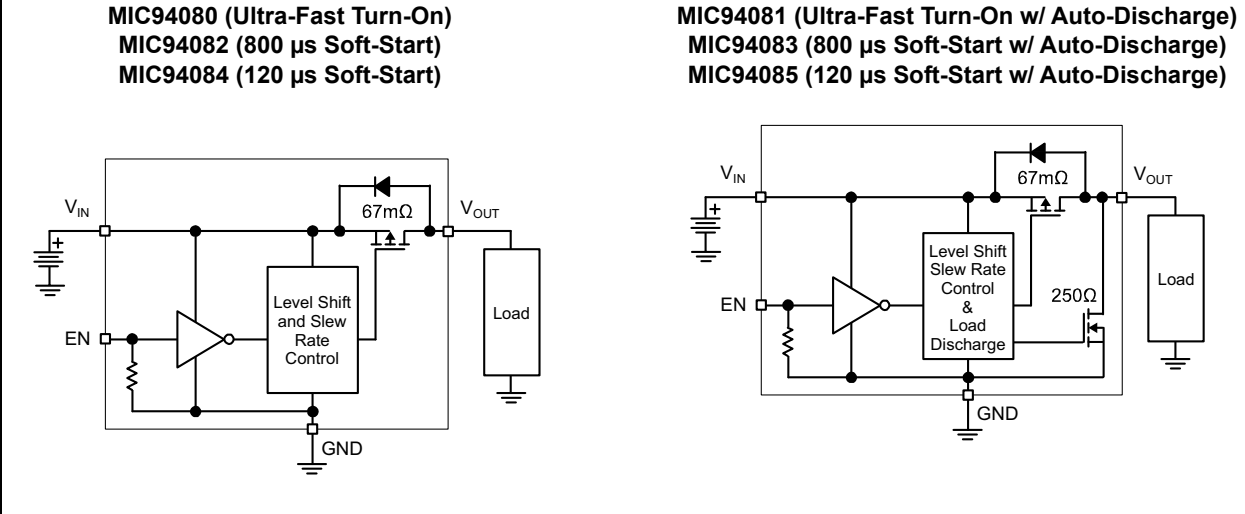 MIC94080 (Ultra-Fast Turn-On)
MIC94082 (800 µs Soft-Start)
MIC94084 (120 µs Soft-Start)
VIN
67mΩ
VOUT
+
Level Shift
and Slew
Rate
Control
Load
EN
GND
MIC94081 (Ultra-Fast Turn-On w/ Auto-Discharge)
MIC94083 (800 µs Soft-Start w/ Auto-Discharge)
MIC94085 (120 µs Soft-Start w/ Auto-Discharge)
VIN
67mΩ
VOUT
+
Level Shift
Slew Rate
Control
&
Load
Discharge
250Ω
Load
EN
GND